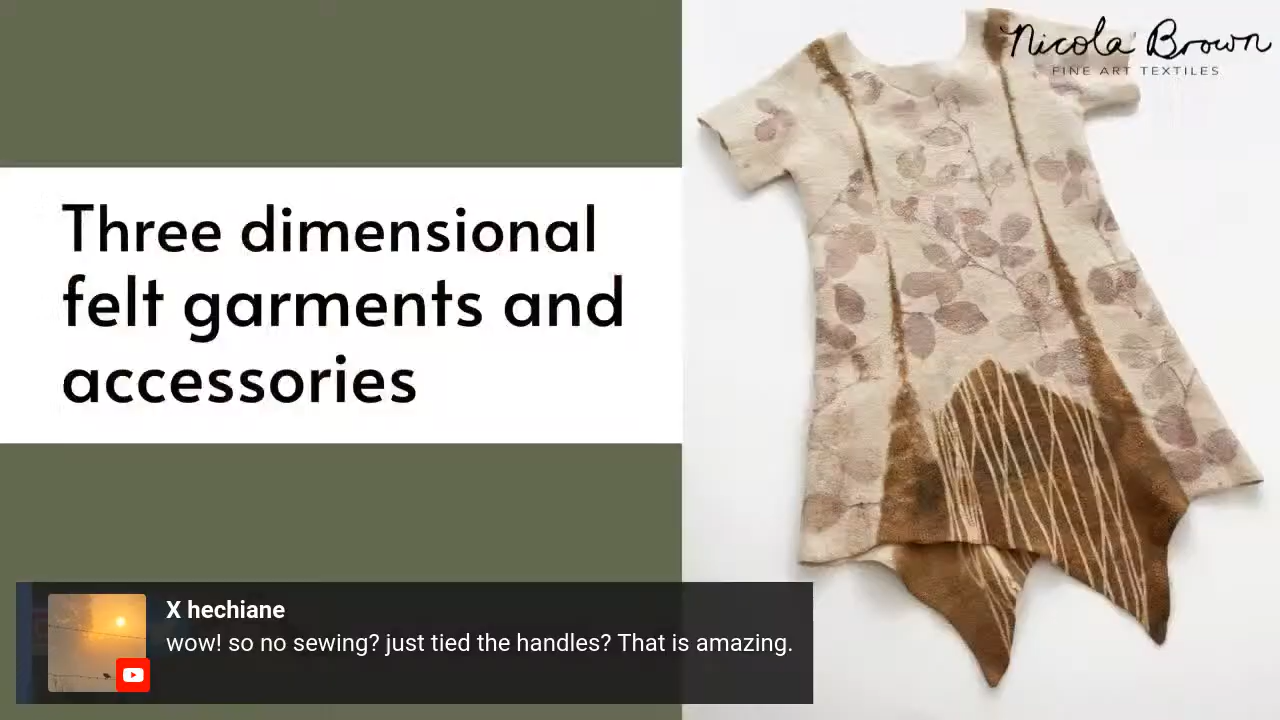 Nicola Brown
FINE ART TEXTILES
Three dimensional
felt garments and
accessories
X hechiane
wow! so no sewing? just tied the handles? That is amazing.